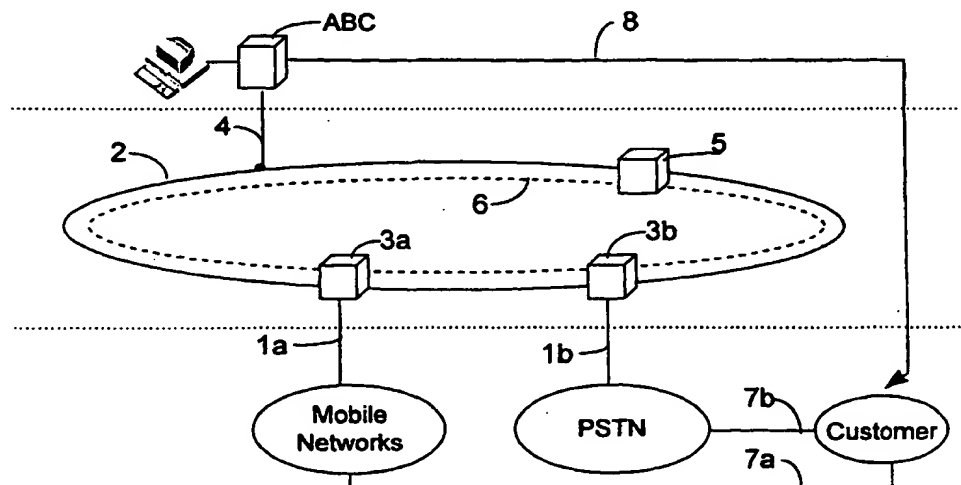 ABC
8
4
2
5
6
3a
3b
1a
1b
Mobile
Networks
PSTN
7b
Customer
7a